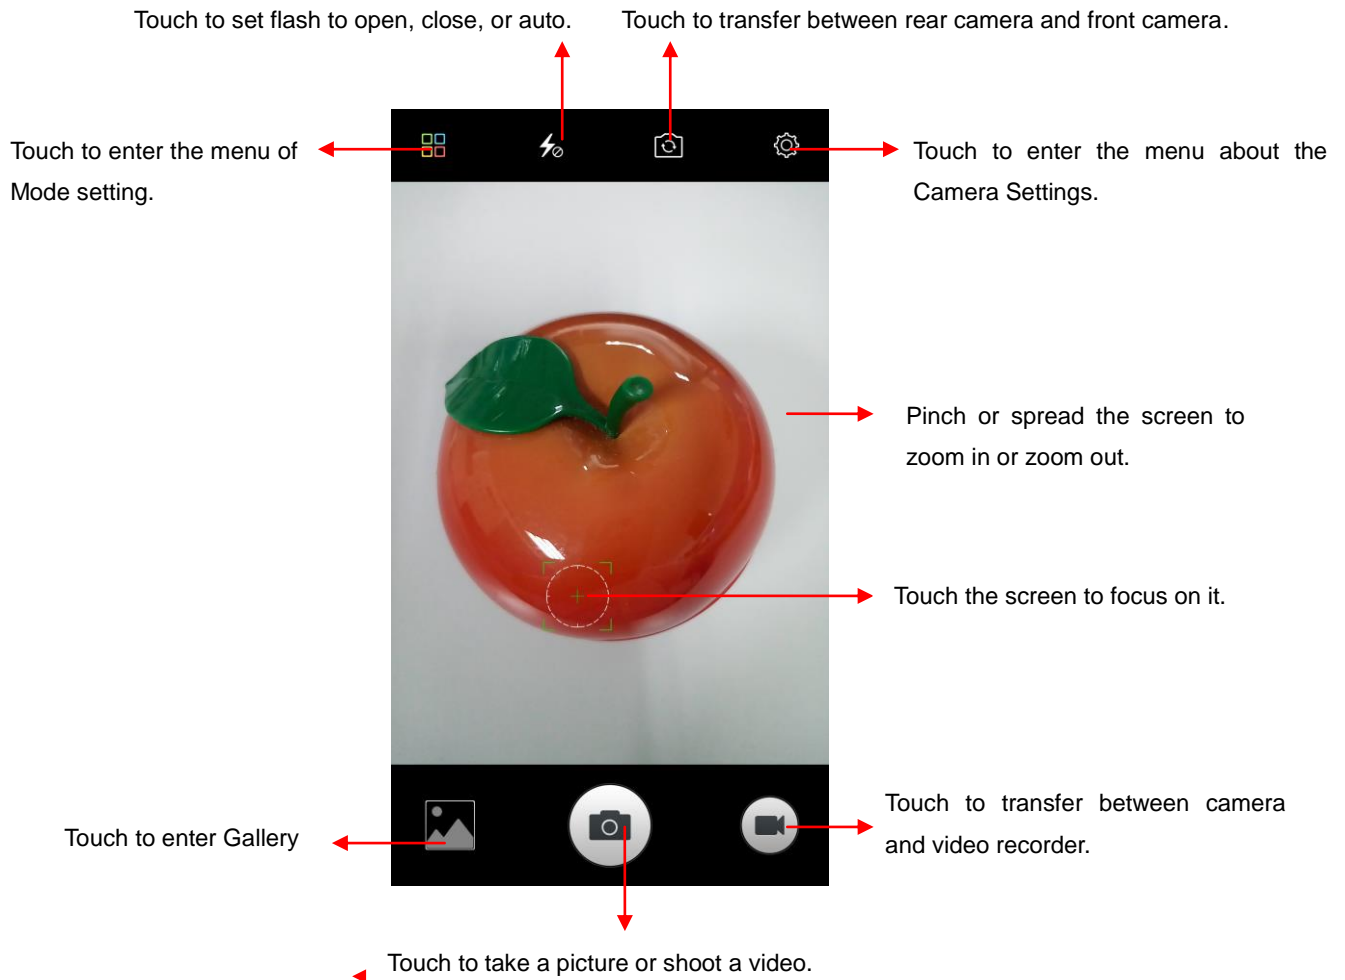 Touch to set flash to open, close, or auto.
Touch to transfer between rear camera and front camera.
Touch to enter the menu of
Mode setting.
Touch to enter the menu about the
Camera Settings.
Pinch or spread the screen to
zoom in or zoom out.
Touch the screen to focus on it.
Touch to transfer between camera
and video recorder.
Touch to enter Gallery
Touch to take a picture or shoot a video.